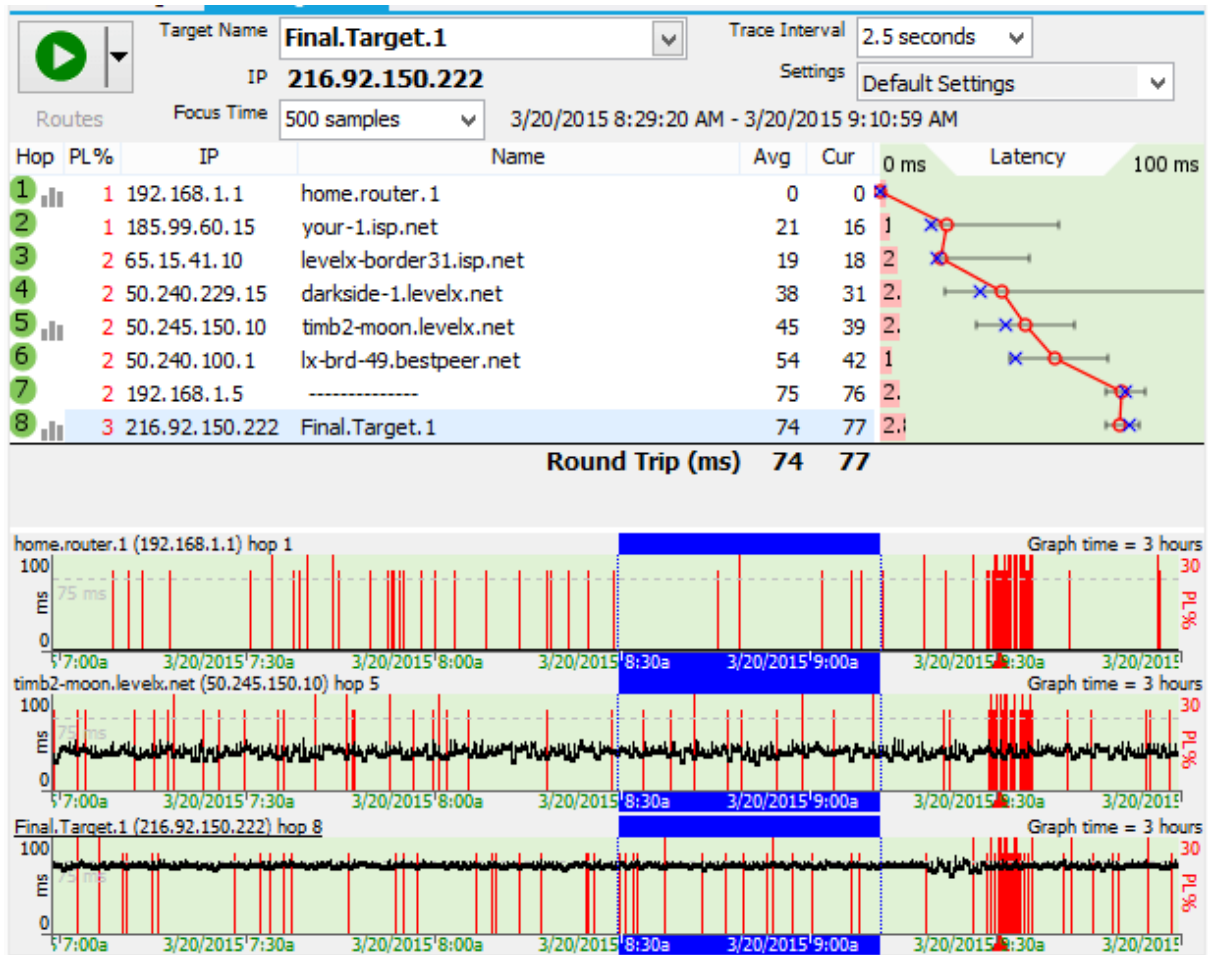 Target Name Final.Target.1 Trace Interval 2.5 seconds
IP 216.92.150.222 Settings Default Settings
Routes Focus Time 500 samples 3/20/2015 8:29:20 AM - 3/20/2015 9:10:59 AM
Hop PL% IP Name Avg Cur 0 ms Latency 100 ms
1 1 192.168.1.1 home.router.1 0 0
2 1 185.99.60.15 your-1.isp.net 21 16 1
3 2 65.15.41.10 levelx-border31.isp.net 19 18 2
4 2 50.240.229.15 darkside-1.levelx.net 38 31 2.
5 2 50.245.150.10 timb2-moon.levelx.net 45 39 2.
6 2 50.240.100.1 lx-brd-49.bestpeer.net 54 42 1
7 2 192.168.1.5 -------------- 75 76 2.
8 3 216.92.150.222 Final.Target.1 74 77 2.8
Round Trip (ms) 74 77
home.router.1 (192.168.1.1) hop 1 Graph time = 3 hours
100 30
75 ms
ms PL%
0
7:00a 3/20/2015 7:30a 3/20/2015 8:00a 3/20/2015 8:30a 3/20/2015 9:00a 3/20/2015 9:30a 3/20/2015
timb2-moon.levelx.net (50.245.150.10) hop 5 Graph time = 3 hours
100 30
75 ms
ms PL%
0
7:00a 3/20/2015 7:30a 3/20/2015 8:00a 3/20/2015 8:30a 3/20/2015 9:00a 3/20/2015 9:30a 3/20/2015
Final.Target.1 (216.92.150.222) hop 8 Graph time = 3 hours
100 30
75 ms
ms PL%
0
7:00a 3/20/2015 7:30a 3/20/2015 8:00a 3/20/2015 8:30a 3/20/2015 9:00a 3/20/2015 9:30a 3/20/2015